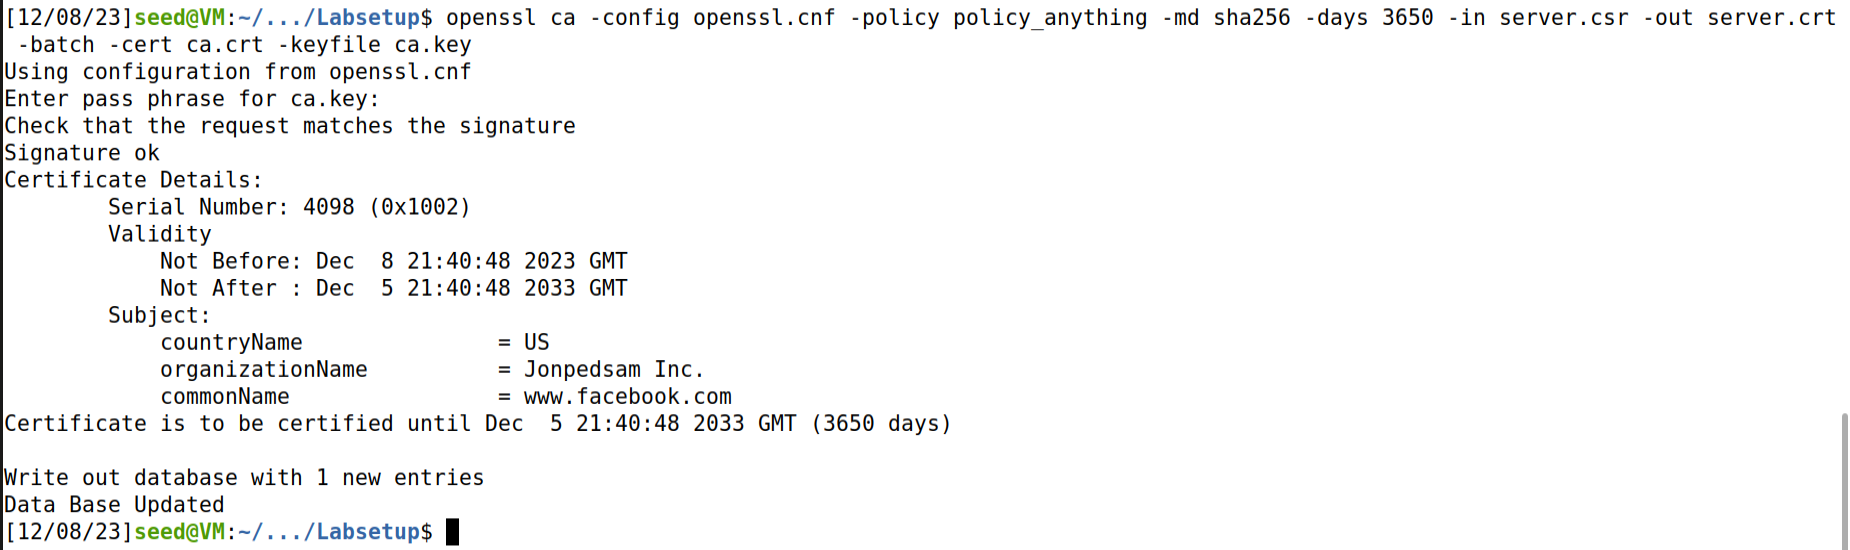 [12/08/23]seed@VM:~/.../Labsetup$ openssl ca -config openssl.cnf -policy policy_anything -md sha256 -days 3650 -in server.csr -out server.crt
 -batch -cert ca.crt -keyfile ca.key
Using configuration from openssl.cnf
Enter pass phrase for ca.key:
Check that the request matches the signature
Signature ok
Certificate Details:
        Serial Number: 4098 (0x1002)
        Validity
            Not Before: Dec  8 21:40:48 2023 GMT
            Not After : Dec  5 21:40:48 2033 GMT
        Subject:
            countryName               = US
            organizationName          = Jonpedsam Inc.
            commonName                = www.facebook.com
Certificate is to be certified until Dec  5 21:40:48 2033 GMT (3650 days)

Write out database with 1 new entries
Data Base Updated
[12/08/23]seed@VM:~/.../Labsetup$